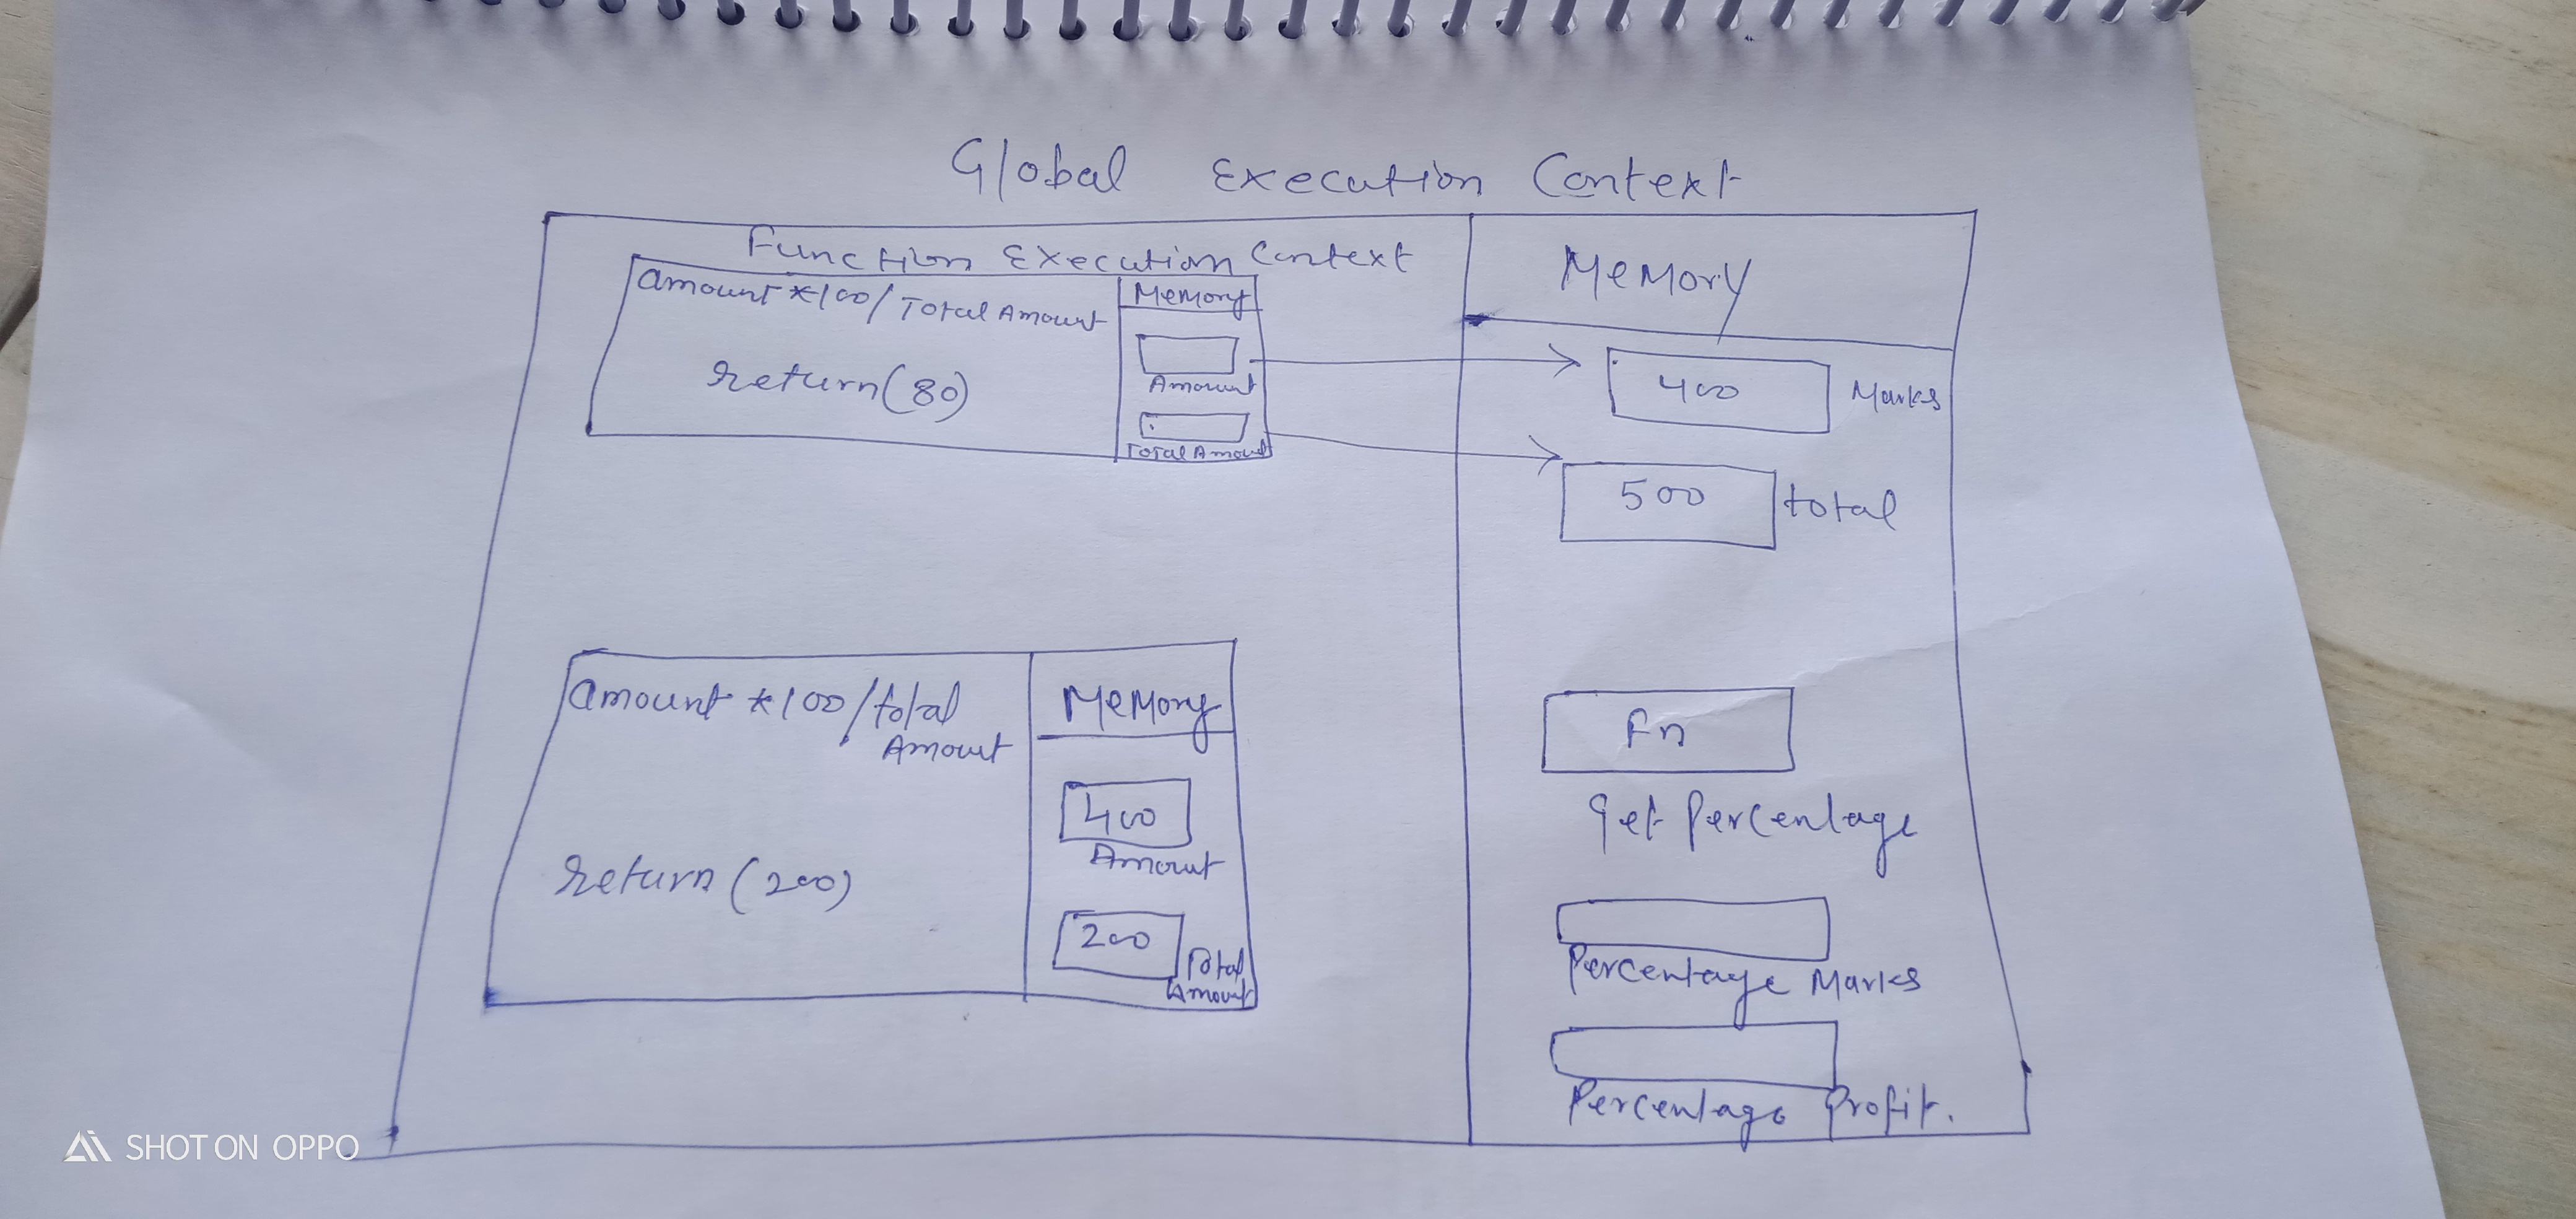 Global Execution Context
Function Execution Context
Memory
amount *100/Total Amount
Memory
return(80)
Amount
Total Amount
400
Marks
500
total
amount *100/total
Amount
Memory
400
Amount
return(200)
200
Total
Amount
Fn
Get Percentage
Percentage Marks
Percentage Profit.
SHOT ON OPPO